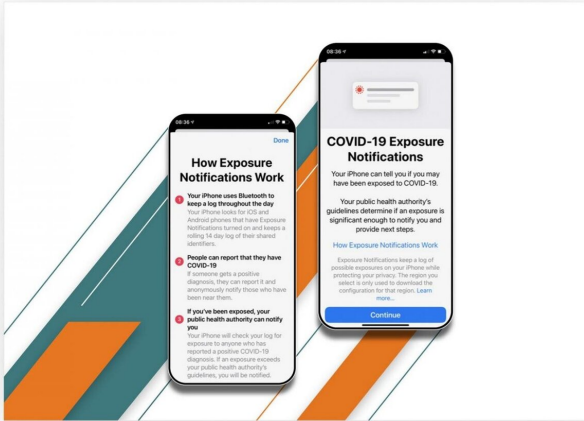 08:36
Done
How Exposure
Notifications Work
1 Your iPhone uses Bluetooth to
keep a log throughout the day
Your iPhone looks for iOS and
Android phones that have Exposure
Notifications turned on and keeps a
rolling 14 day log of their shared
identifiers.
2 People can report that they have
COVID-19
If someone gets a positive
diagnosis, they can report it and
anonymously notify those who have
been near them.
3 If you've been exposed, your
public health authority can notify
you
Your iPhone will check your log for
exposure to anyone who has
reported a positive COVID-19
diagnosis. If an exposure exceeds
your public health authority's
guidelines, you will be notified.
08:36
COVID-19 Exposure
Notifications
Your iPhone can tell you if you may
have been exposed to COVID-19.
Your public health authority's
guidelines determine if an exposure is
significant enough to notify you and
provide next steps.
How Exposure Notifications Work
Exposure Notifications keep a log of
possible exposures on your iPhone while
protecting your privacy. The region you
select is only used to download the
configuration for that region. Learn
more...
Continue